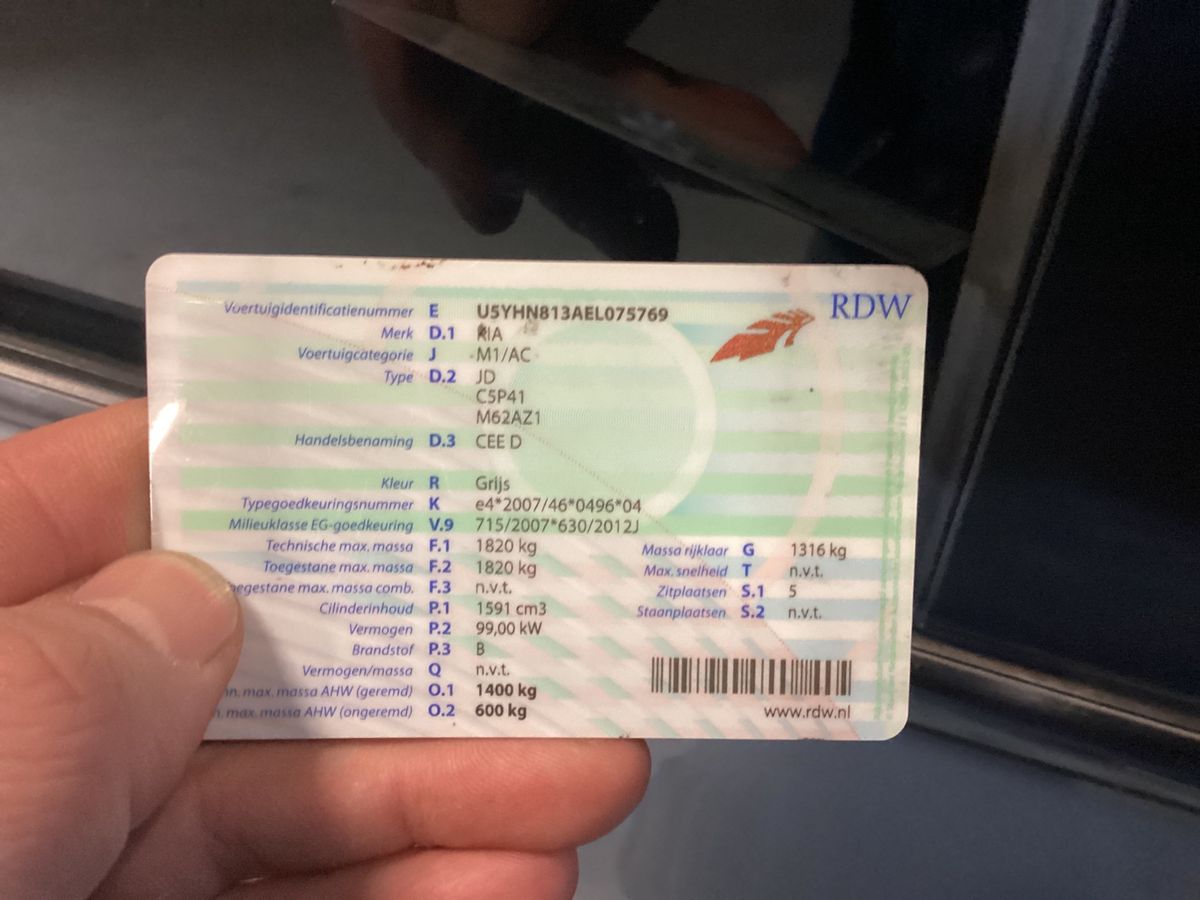 RDW
Voertuigidentificatienummer E U5YHN813AEL075769
Merk D.1 KIA
Voertuigcategorie J M1/AC
Type D.2 JD
C5P41
M62AZ1
Handelsbenaming D.3 CEE D
Kleur R Grijs
Typegoedkeuringsnummer K e4*2007/46*0496*04
Milieuklasse EG-goedkeuring V.9 715/2007*630/2012J
Technische max. massa F.1 1820 kg Massa rijklaar G 1316 kg
Toegestane max. massa F.2 1820 kg Max. snelheid T n.v.t.
max. massa comb. F.3 n.v.t. Zitplaatsen S.1 5
Cilinderinhoud P.1 1591 cm3 Staanplaatsen S.2 n.v.t.
Vermogen P.2 99,00 kW
Brandstof P.3 B
Vermogen/massa Q n.v.t.
max. massa AHW (geremd) O.1 1400 kg
max. massa AHW (ongeremd) O.2 600 kg
www.rdw.nl